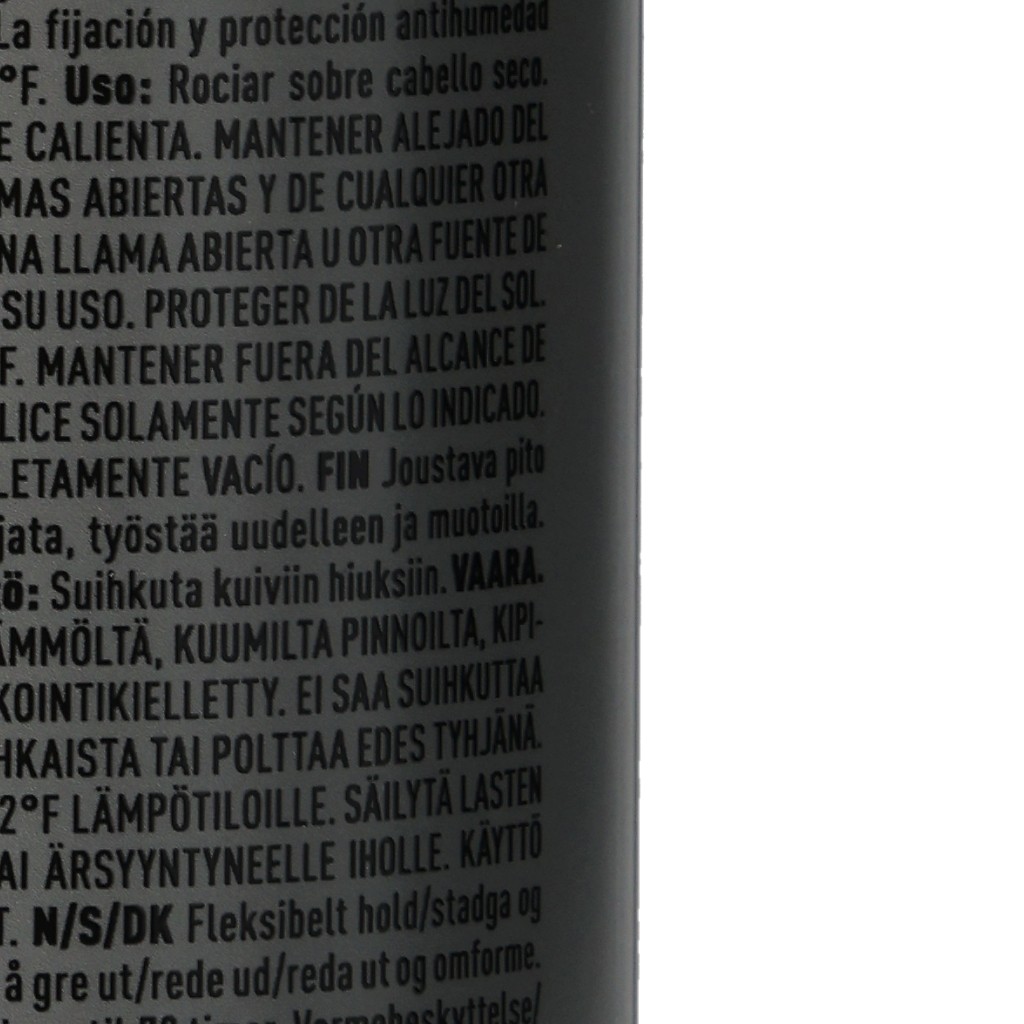 La fijación y protección antihumedad
°F. Uso: Rociar sobre cabello seco.
E CALIENTA. MANTENER ALEJADO DEL
MAS ABIERTAS Y DE CUALQUIER OTRA
NA LLAMA ABIERTA U OTRA FUENTE DE
SU USO. PROTEGER DE LA LUZ DEL SOL.
F. MANTENER FUERA DEL ALCANCE DE
LICE SOLAMENTE SEGÚN LO INDICADO.
LETAMENTE VACÍO. FIN Joustava pito
jata, työstää uudelleen ja muotoilla.
ö: Suihkuta kuiviin hiuksiin. VAARA.
ÄMMÖLTÄ, KUUMILTA PINNOILTA, KIPI-
KOINTI KIELLETTY. EI SAA SUIHKUTTAA
HKAISTA TAI POLTTAA EDES TYHJÄNÄ.
2°F LÄMPÖTILOILLE. SÄILYTÄ LASTEN
AI ÄRSYYNTYNEELLE IHOLLE. KÄYTTÖ
T. N/S/DK Fleksibelt hold/stadga og
å gre ut/rede ud/reda ut og omforme.
Varmebeskyttelse/